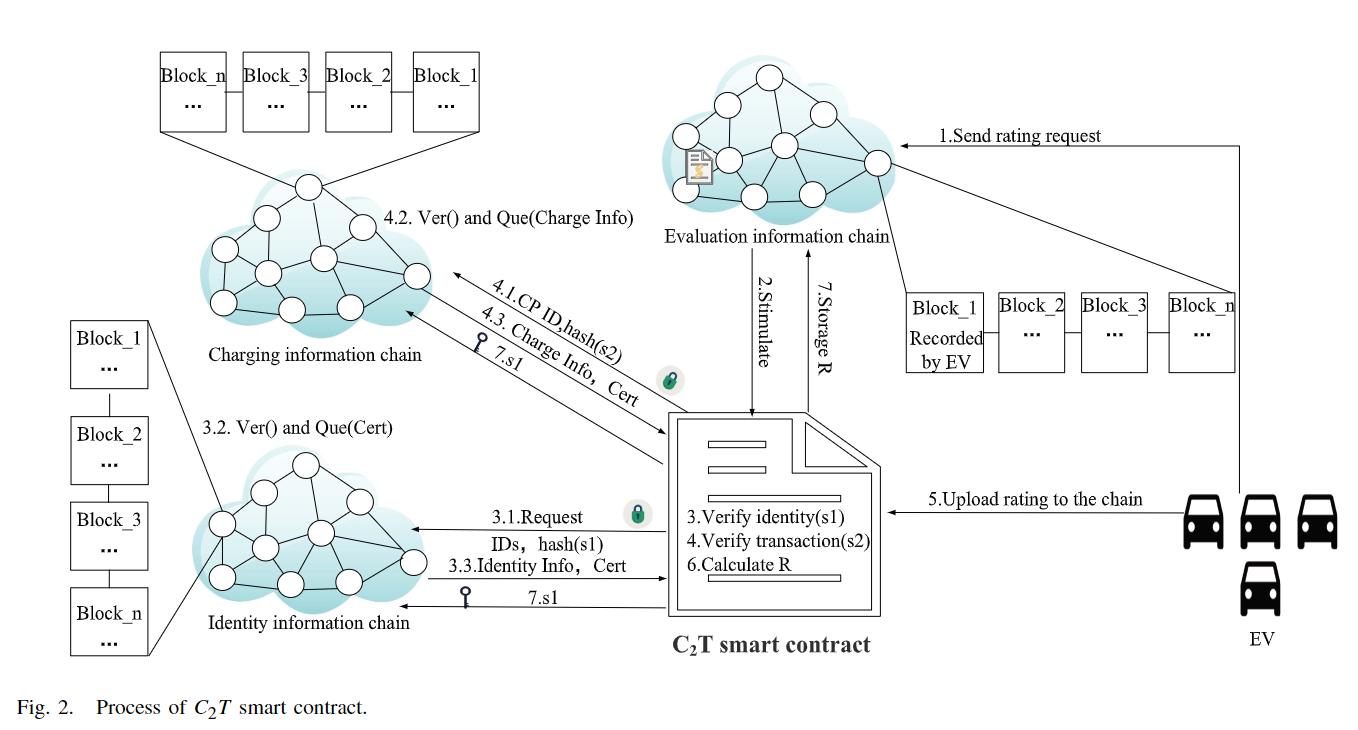 Block_n
...
Block_3
...
Block_2
...
Block_1
...
1.Send rating request
4.2. Ver() and Que(Charge Info)
Evaluation information chain
Charging information chain
4.1.CP ID,hash(s2)
4.3. Charge Info, Cert
7.s1
2.Stimulate
7.Storage R
Block_1
Recorded
by EV
Block_2
...
Block_3
...
Block_n
...
Block_1
...
Block_2
...
Block_3
...
Block_n
...
3.2. Ver() and Que(Cert)
3.1.Request
IDs, hash(s1)
3.3.Identity Info, Cert
7.s1
Identity information chain
3.Verify identity(s1)
4.Verify transaction(s2)
6.Calculate R
C₂T smart contract
5.Upload rating to the chain
EV
Fig. 2. Process of C₂T smart contract.